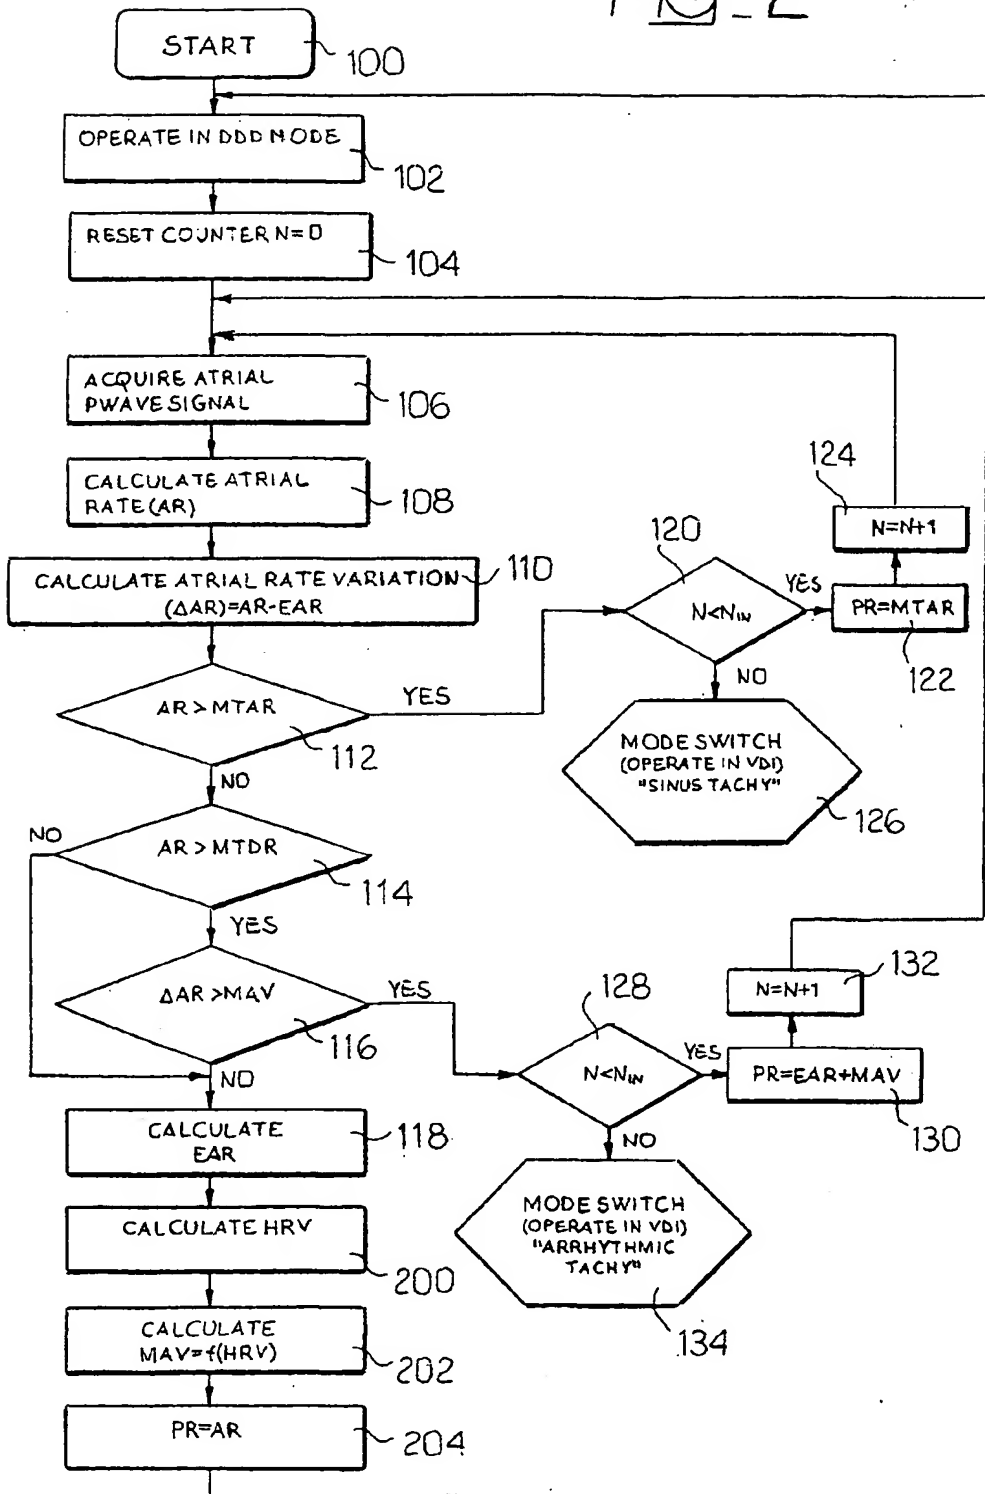 FIG_2
START
100
OPERATE IN DDD MODE
102
RESET COUNTER N=0
104
ACQUIRE ATRIAL
PWAVE SIGNAL
106
CALCULATE ATRIAL
RATE (AR)
108
CALCULATE ATRIAL RATE VARIATION
(ΔAR)=AR-EAR
110
AR>MTAR
112
YES
NO
120
N<NIN
YES
NO
PR=MTAR
122
124
N=N+1
MODE SWITCH
(OPERATE IN VDI)
"SINUS TACHY"
126
AR>MTDR
114
NO
YES
ΔAR>MAV
116
YES
NO
128
N<NIN
YES
NO
PR=EAR+MAV
130
N=N+1
132
MODE SWITCH
(OPERATE IN VDI)
"ARRHYTHMIC
TACHY"
134
CALCULATE
EAR
118
CALCULATE HRV
200
CALCULATE
MAV=f(HRV)
202
PR=AR
204